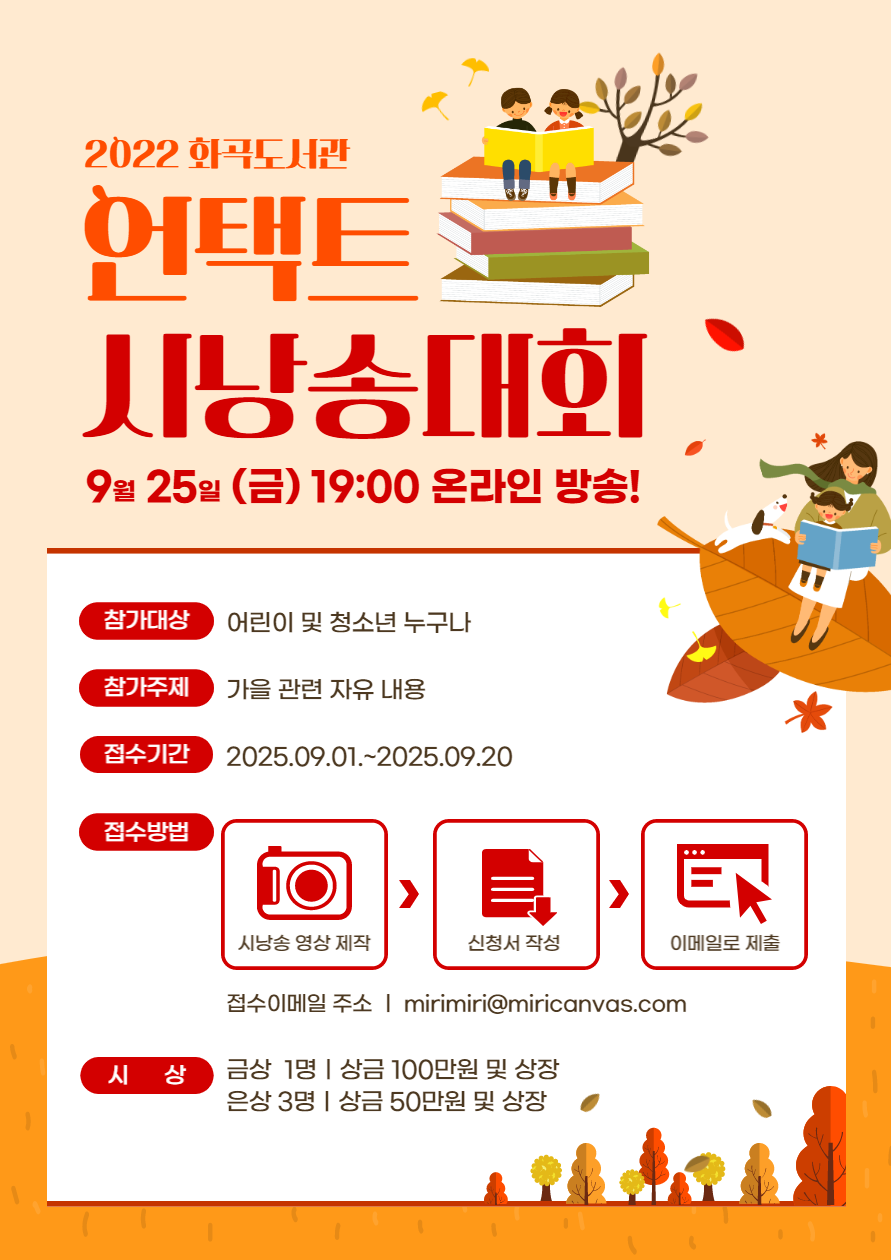 2022 화곡도서관
언택트
시낭송대회
9월 25일 (금) 19:00 온라인 방송!
참가대상 어린이 및 청소년 누구나
참가주제 가을 관련 자유 내용
접수기간 2025.09.01.~2025.09.20
접수방법
시낭송 영상 제작
신청서 작성
이메일로 제출
접수이메일 주소 ㅣ mirimiri@miricanvas.com
시 상 금상 1명 ㅣ 상금 100만원 및 상장
은상 3명 ㅣ 상금 50만원 및 상장